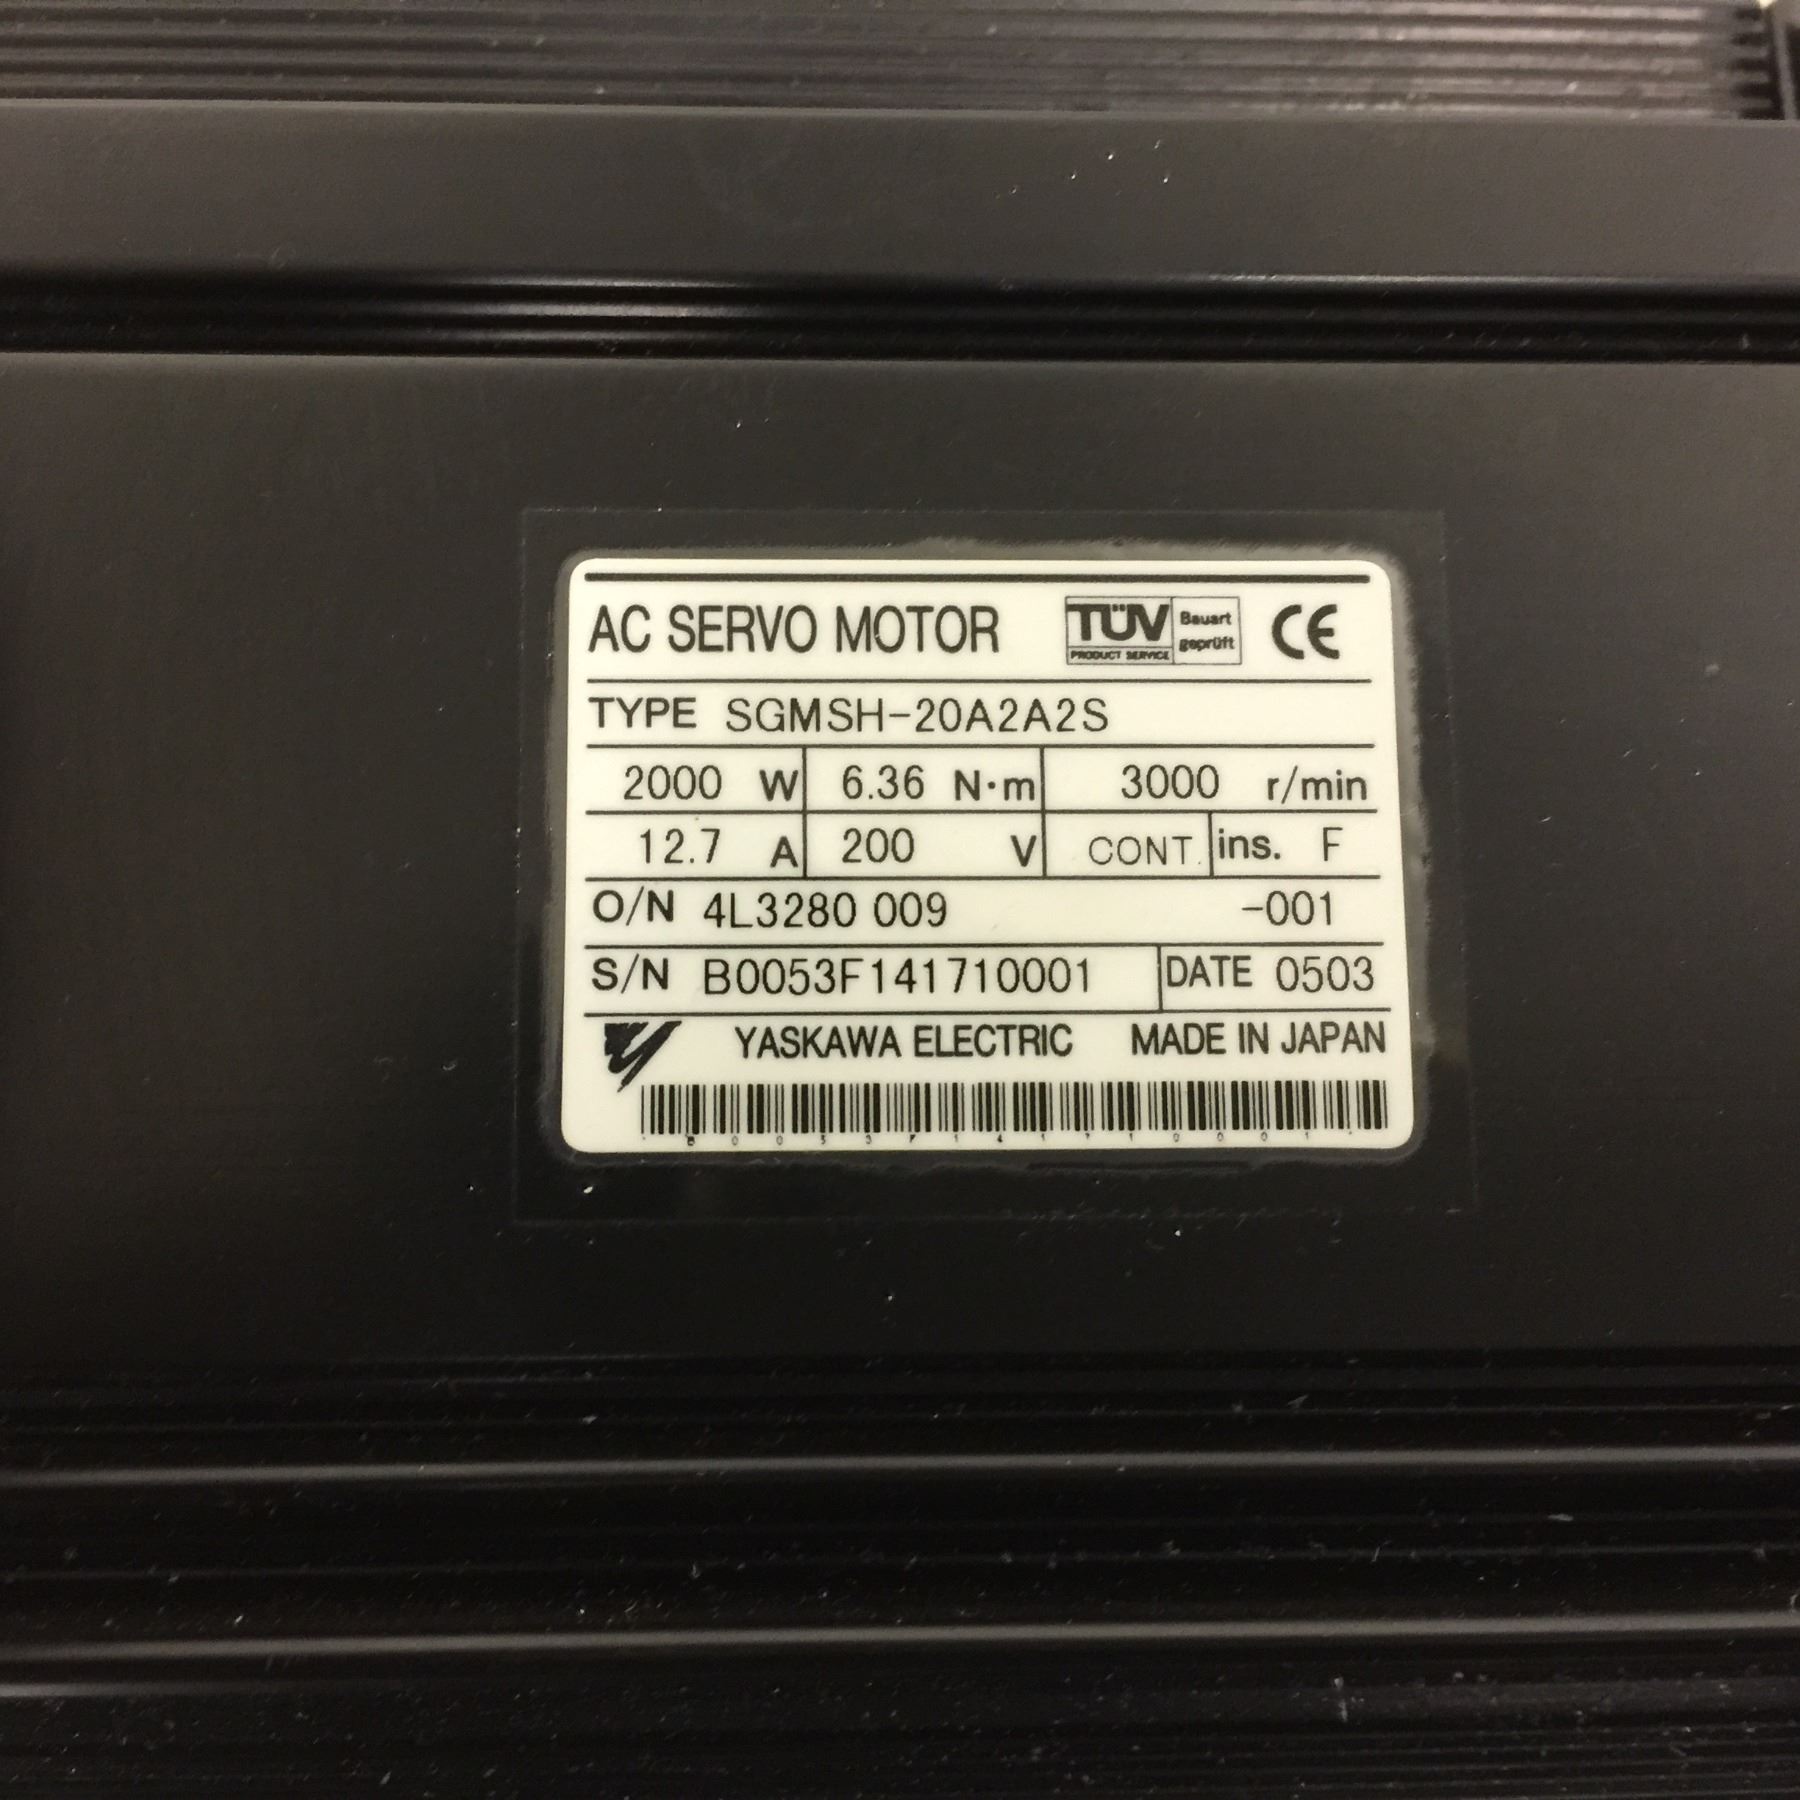 AC SERVO MOTOR TÜV PRODUCT SERVICE Bauart geprüft CE
TYPE SGMSH-20A2A2S
2000 W 6.36 N·m 3000 r/min
12.7 A 200 V CONT. ins. F
O/N 4L3280 009 -001
S/N B0053F141710001 DATE 0503
YASKAWA ELECTRIC MADE IN JAPAN
B0053F141710001